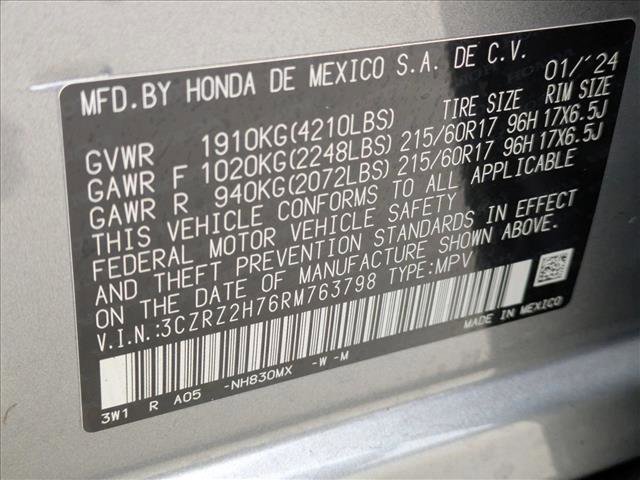 MFD.BY HONDA DE MEXICO S.A. DE C.V. 01/'24
TIRE SIZE RIM SIZE
GVWR 1910KG(4210LBS)
GAWR F 1020KG(2248LBS) 215/60R17 96H 17X6.5J
GAWR R 940KG(2072LBS) 215/60R17 96H 17X6.5J
THIS VEHICLE CONFORMS TO ALL APPLICABLE
FEDERAL MOTOR VEHICLE SAFETY
AND THEFT PREVENTION STANDARDS IN EFFECT
ON THE DATE OF MANUFACTURE SHOWN ABOVE.
V.I.N.:3CZRZ2H76RM763798 TYPE:MPV
MADE IN MEXICO
3W1 R A05 -NH830MX -W -M